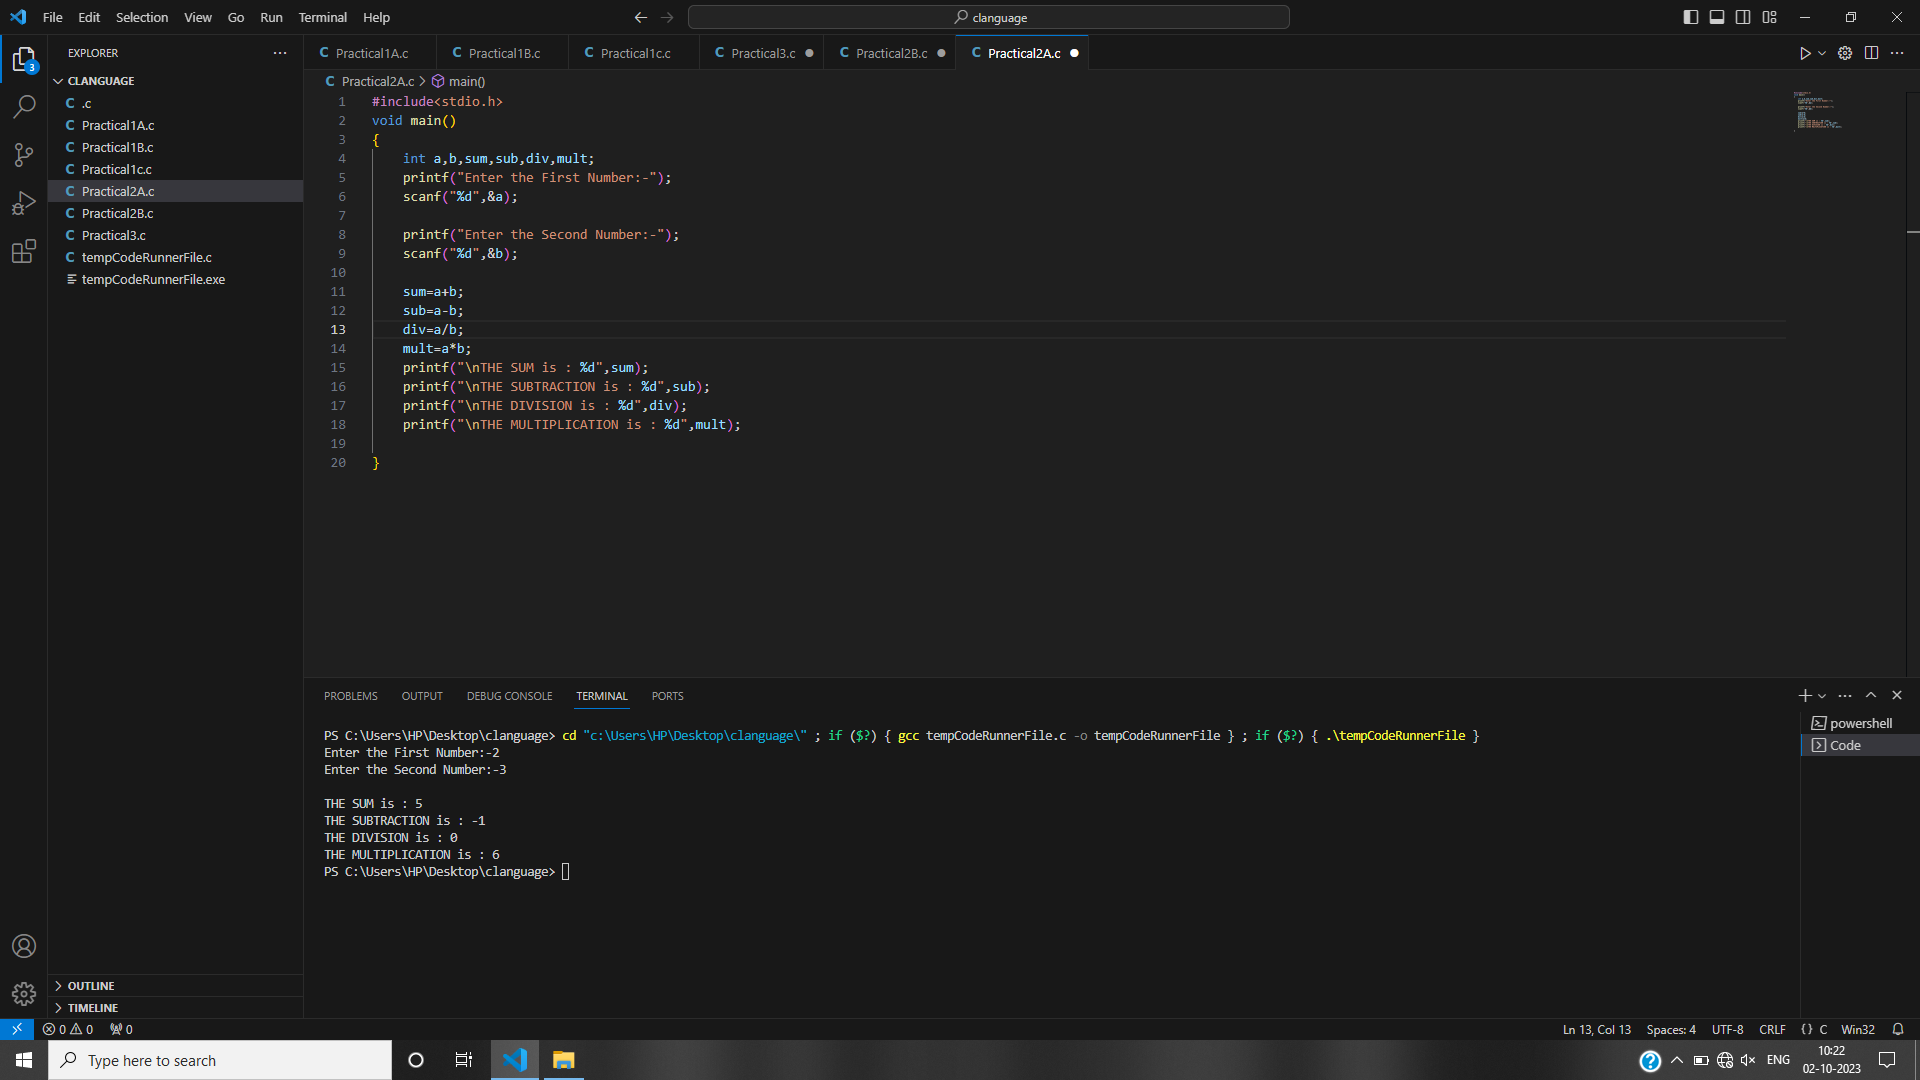 File Edit Selection View Go Run Terminal Help
clanguage
EXPLORER
CLANGUAGE
.c
Practical1A.c
Practical1B.c
Practical1c.c
Practical2A.c
Practical2B.c
Practical3.c
tempCodeRunnerFile.c
tempCodeRunnerFile.exe
OUTLINE
TIMELINE
3
C Practical1A.c C Practical1B.c C Practical1c.c C Practical3.c C Practical2B.c C Practical2A.c
C Practical2A.c > main()
1 #include<stdio.h>
2 void main()
3 {
4 int a,b,sum,sub,div,mult;
5 printf("Enter the First Number:-");
6 scanf("%d",&a);
7
8 printf("Enter the Second Number:-");
9 scanf("%d",&b);
10
11 sum=a+b;
12 sub=a-b;
13 div=a/b;
14 mult=a*b;
15 printf("\nTHE SUM is : %d",sum);
16 printf("\nTHE SUBTRACTION is : %d",sub);
17 printf("\nTHE DIVISION is : %d",div);
18 printf("\nTHE MULTIPLICATION is : %d",mult);
19
20 }
PROBLEMS OUTPUT DEBUG CONSOLE TERMINAL PORTS
PS C:\Users\HP\Desktop\clanguage> cd "c:\Users\HP\Desktop\clanguage\" ; if ($?) { gcc tempCodeRunnerFile.c -o tempCodeRunnerFile } ; if ($?) { .\tempCodeRunnerFile }
Enter the First Number:-2
Enter the Second Number:-3
THE SUM is : 5
THE SUBTRACTION is : -1
THE DIVISION is : 0
THE MULTIPLICATION is : 6
PS C:\Users\HP\Desktop\clanguage>
powershell
Code
0 0 0
Ln 13, Col 13 Spaces: 4 UTF-8 CRLF {} C Win32
Type here to search
ENG
10:22
02-10-2023